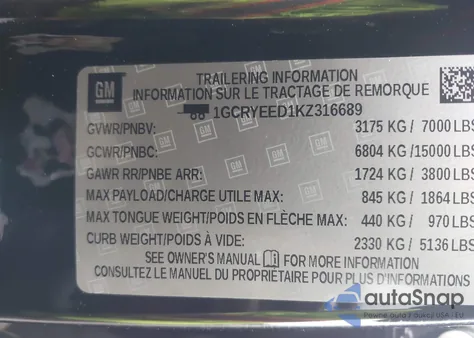 GM
TRAILERING INFORMATION
INFORMATION SUR LE TRACTAGE DE REMORQUE
1GCRYEED1KZ316689
GVWR/PNBV: 3175 KG / 7000 LBS
GCWR/PNBC: 6804 KG /15000 LBS
GAWR RR/PNBE ARR: 1724 KG / 3800 LBS
MAX PAYLOAD/CHARGE UTILE MAX: 845 KG / 1864 LBS
MAX TONGUE WEIGHT/POIDS EN FLÈCHE MAX: 440 KG / 970 LBS
CURB WEIGHT/POIDS À VIDE: 2330 KG / 5136 LBS
SEE OWNER'S MANUAL FOR MORE INFORMATION
CONSULTEZ LE MANUEL DU PROPRIÉTAIRE POUR PLUS D'INFORMATIONS
autoSnap